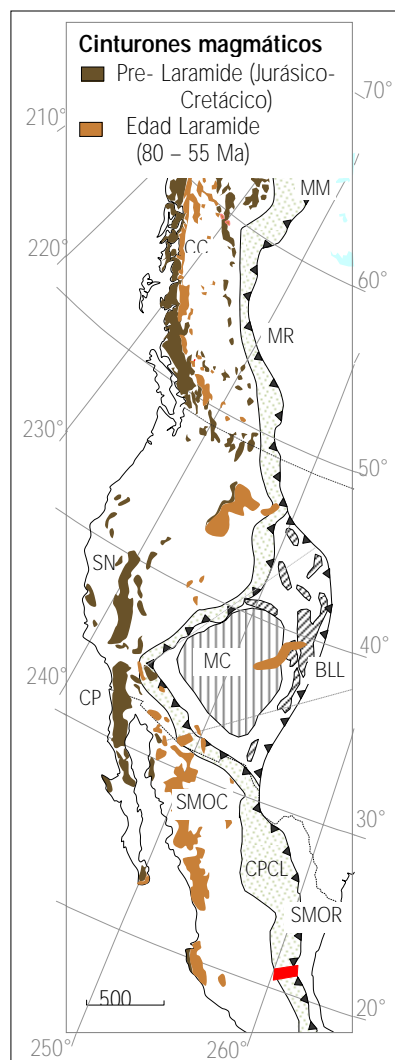 Cinturones magmáticos
Pre- Laramide (Jurásico-
Cretácico)
Edad Laramide
(80 – 55 Ma)
210°
70°
MM
220°
CC
60°
MR
230°
50°
SN
40°
MC
BLL
240°
CP
SMOC
30°
CPCL
SMOR
500
20°
250°
260°